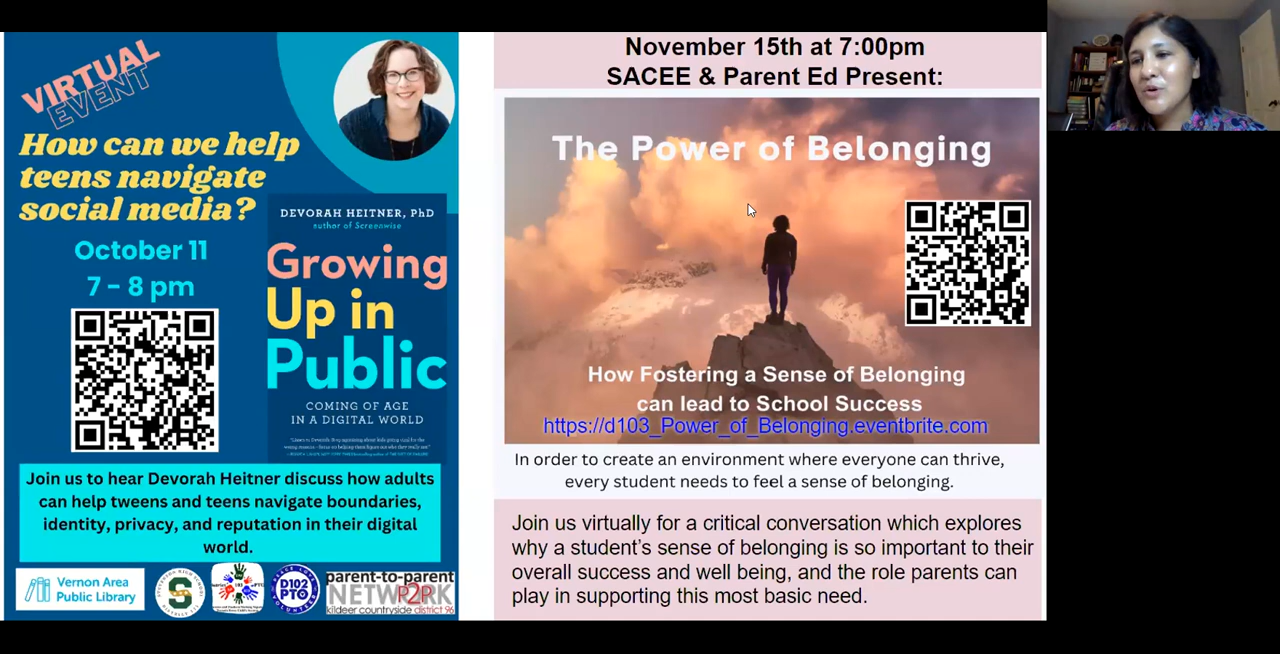 VIRTUAL
EVENT
How can we help
teens navigate
social media?
October 11
7 - 8 pm
DEVORAH HEITNER, PhD
author of Screenwise
Growing
Up in
Public
COMING OF AGE
IN A DIGITAL WORLD
Join us to hear Devorah Heitner discuss how adults
can help tweens and teens navigate boundaries,
identity, privacy, and reputation in their digital
world.
Vernon Area
Public Library
S
D102
PTO
parent-to-parent
NETW P2P RK
kildeer countryside district 96
November 15th at 7:00pm
SACEE & Parent Ed Present:
The Power of Belonging
How Fostering a Sense of Belonging
can lead to School Success
https://d103_Power_of_Belonging.eventbrite.com
In order to create an environment where everyone can thrive,
every student needs to feel a sense of belonging.
Join us virtually for a critical conversation which explores
why a student's sense of belonging is so important to their
overall success and well being, and the role parents can
play in supporting this most basic need.